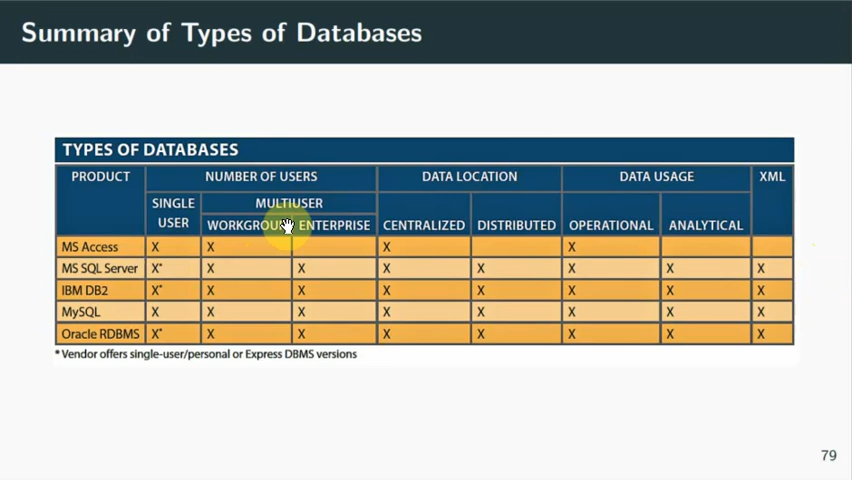 Summary of Types of Databases
TYPES OF DATABASES
PRODUCT NUMBER OF USERS DATA LOCATION DATA USAGE XML
SINGLE USER MULTIUSER
ENTERPRISE CENTRALIZED DISTRIBUTED OPERATIONAL ANALYTICAL
MS Access X X X X
MS SQL Server X* X X X X X X X
IBM DB2 X* X X X X X X X
MySQL X X X X X X X X
Oracle RDBMS X* X X X X X X X
* Vendor offers single-user/personal or Express DBMS versions
79